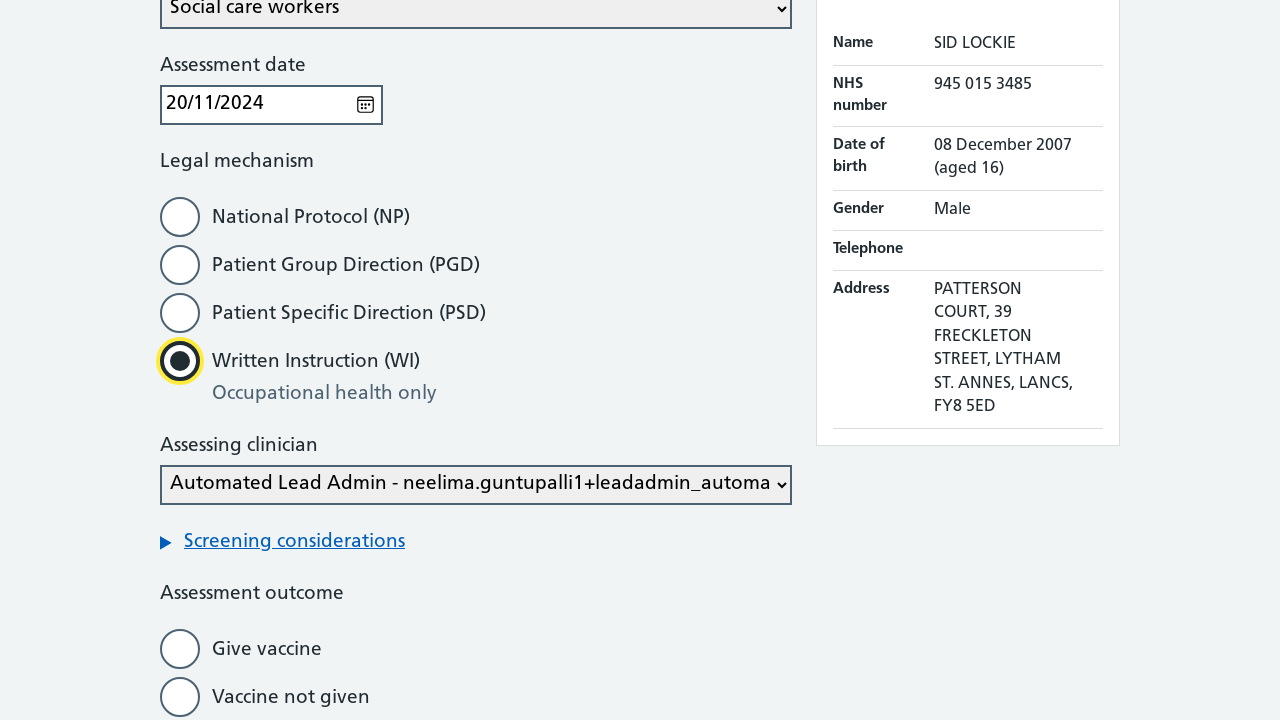 Social care workers
Assessment date
20/11/2024
Legal mechanism
National Protocol (NP)
Patient Group Direction (PGD)
Patient Specific Direction (PSD)
Written Instruction (WI)
Occupational health only
Assessing clinician
Automated Lead Admin - neelima.guntupalli1+leadadmin_automa
Screening considerations
Assessment outcome
Give vaccine
Vaccine not given
Name SID LOCKIE
NHS number 945 015 3485
Date of birth 08 December 2007
(aged 16)
Gender Male
Telephone
Address PATTERSON
COURT, 39
FRECKLETON
STREET, LYTHAM
ST. ANNES, LANCS,
FY8 5ED